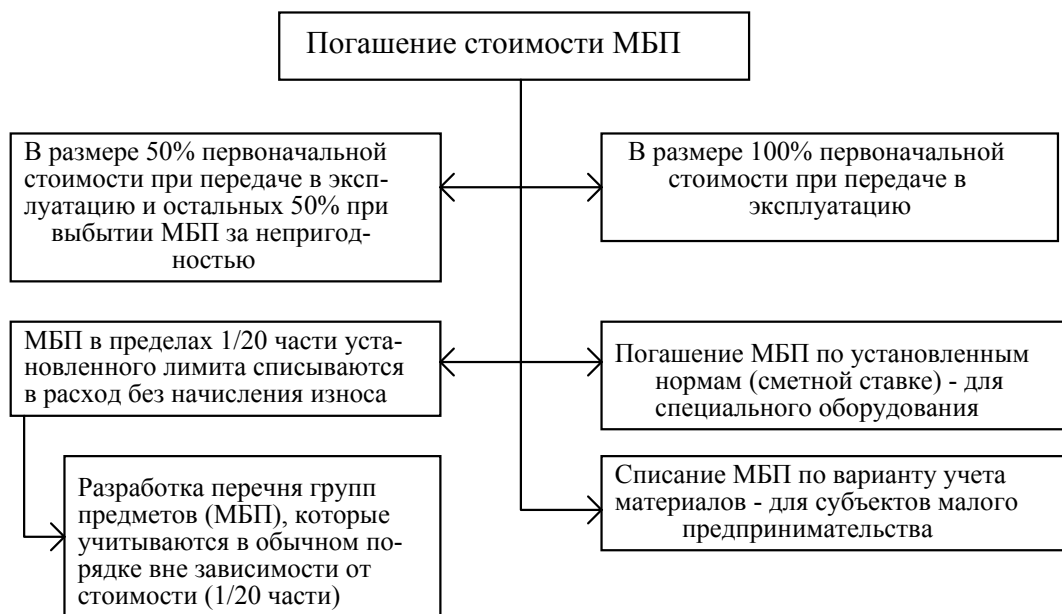 Погашение стоимости МБП
В размере 50% первоначальной
стоимости при передаче в эксп-
луатацию и остальных 50% при
выбытии МБП за непригод-
ностью
В размере 100% первоначальной
стоимости при передаче в
эксплуатацию
МБП в пределах 1/20 части уста-
новленного лимита списываются
в расход без начисления износа
Погашение МБП по установленным
нормам (сметной ставке) - для
специального оборудования
Разработка перечня групп
предметов (МБП), которые
учитываются в обычном по-
рядке вне зависимости от
стоимости (1/20 части)
Списание МБП по варианту учета
материалов - для субъектов малого
предпринимательства